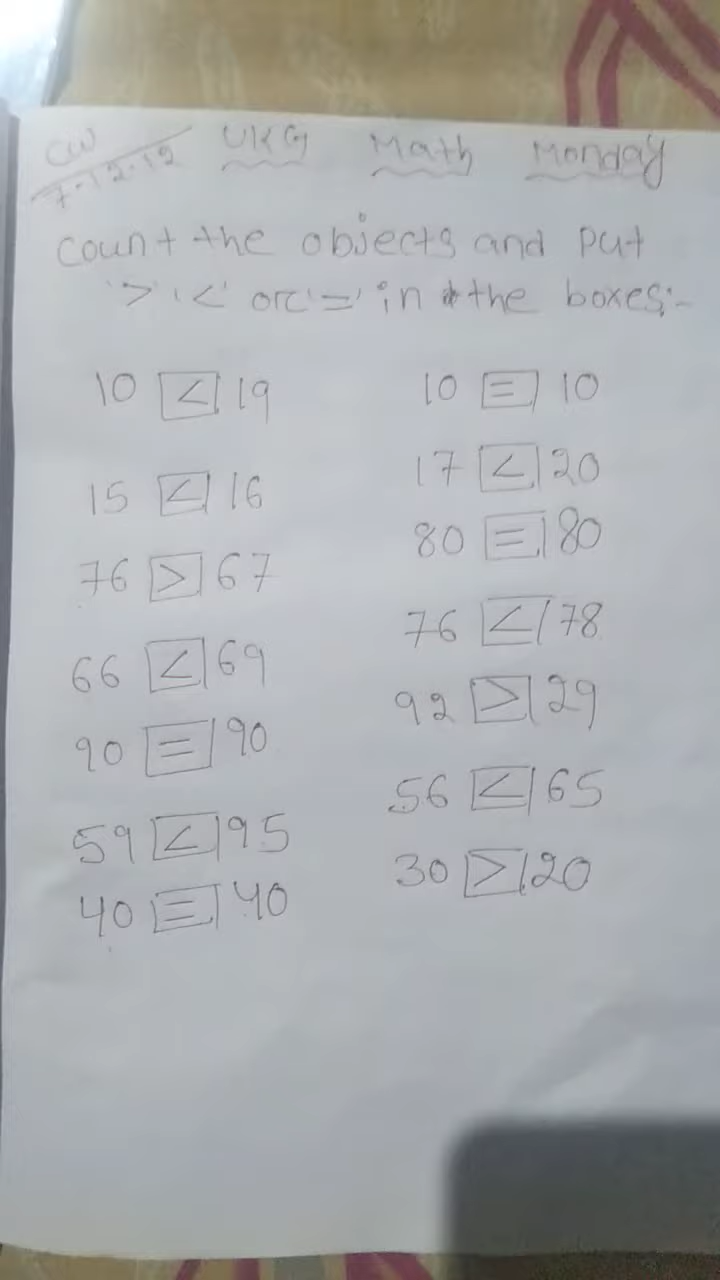 CW UKG Math Monday
7.12.12
Count the objects and put
'>' '<' or '=' in the boxes:-
10 < 19 10 = 10
15 < 16 17 < 20
76 > 67 80 = 80
66 < 69 76 < 78
90 = 90 92 > 29
59 < 95 56 < 65
40 = 40 30 > 20